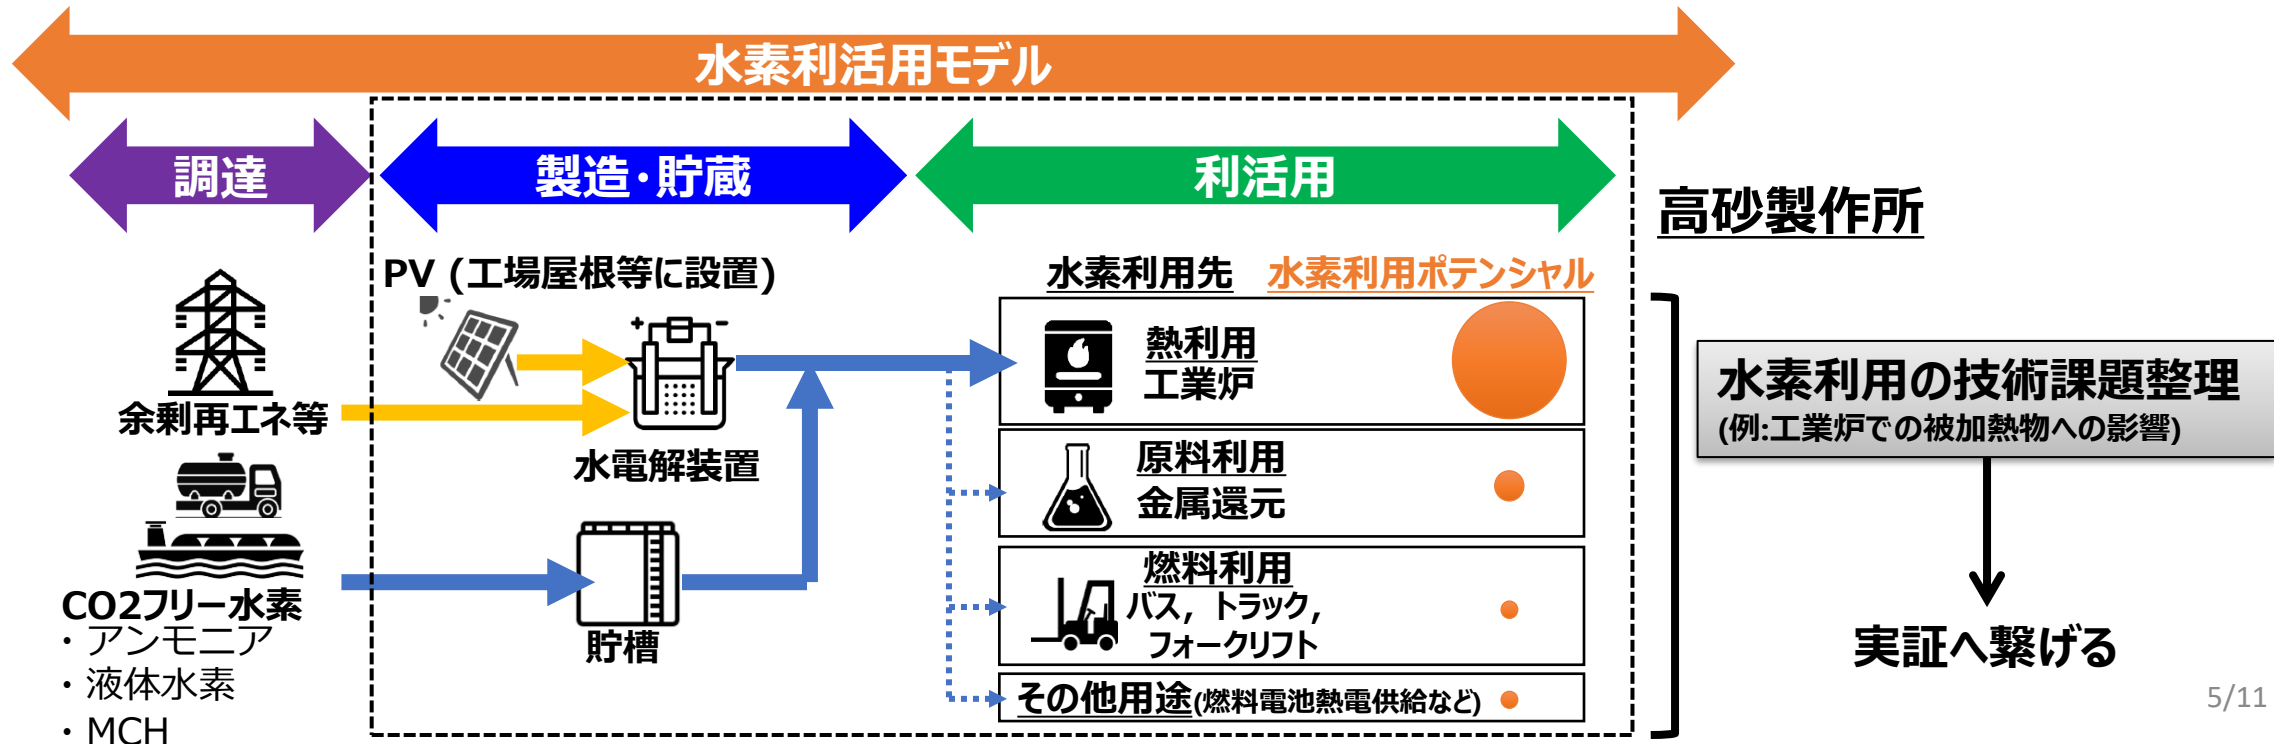 水素利活用モデル
調達
製造・貯蔵
利活用
高砂製作所
PV (工場屋根等に設置)
水素利用先
水素利用ポテンシャル
余剰再エネ等
水電解装置
熱利用
工業炉
原料利用
金属還元
CO2フリー水素
・アンモニア
・液体水素
・MCH
貯槽
燃料利用
バス, トラック,
フォークリフト
その他用途(燃料電池熱電供給など)
水素利用の技術課題整理
(例:工業炉での被加熱物への影響)
実証へ繋げる
5/11